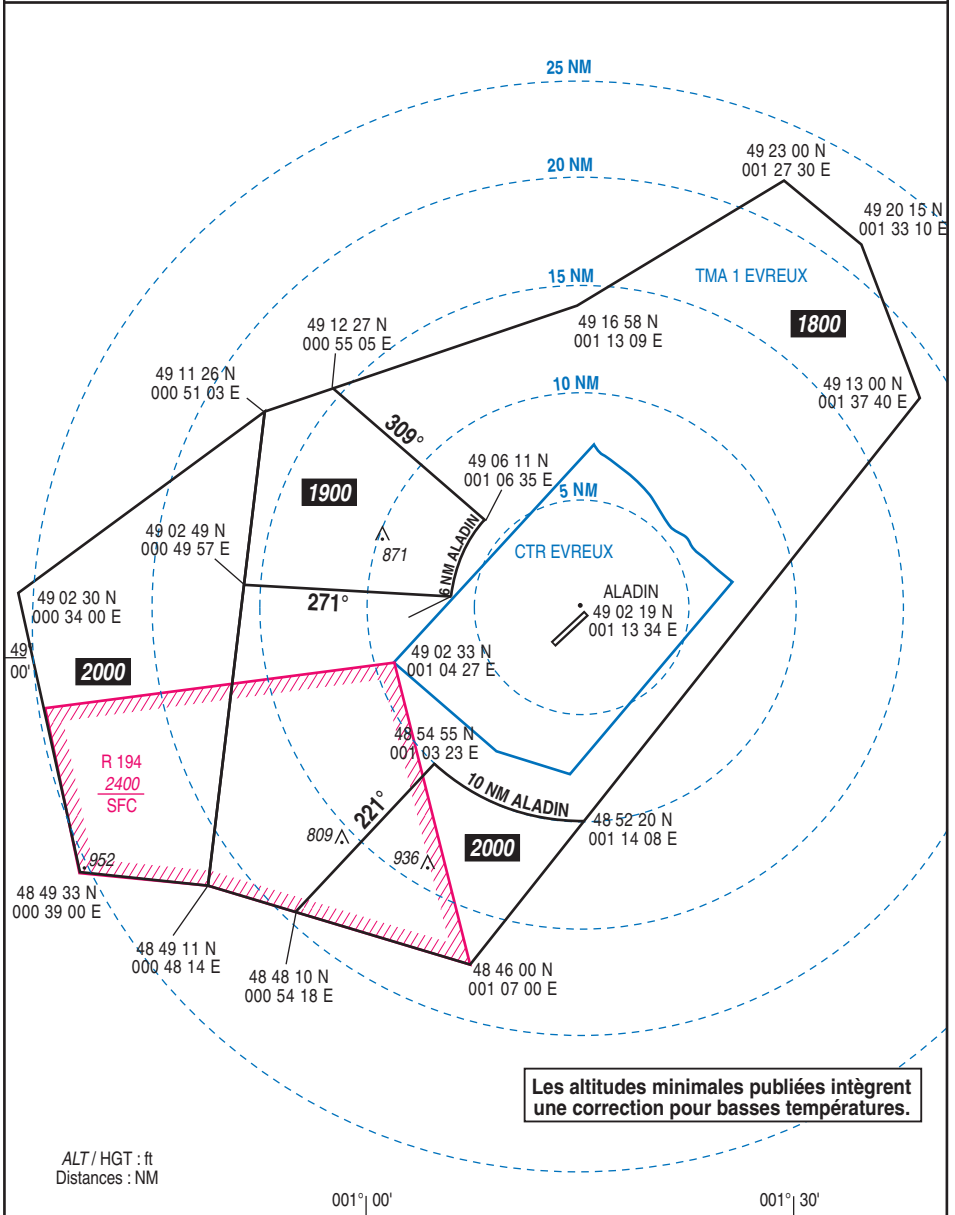 25 NM
20 NM
49 23 00 N
001 27 30 E
49 20 15 N
001 33 10 E
15 NM
TMA 1 EVREUX
1800
49 16 58 N
001 13 09 E
49 12 27 N
000 55 05 E
49 11 26 N
000 51 03 E
49 13 00 N
001 37 40 E
10 NM
309°
49 06 11 N
001 06 35 E
1900
5 NM
871
49 02 49 N
000 49 57 E
6 NM ALADIN
CTR EVREUX
271°
ALADIN
49 02 19 N
001 13 34 E
49 02 30 N
000 34 00 E
49
00'
2000
49 02 33 N
001 04 27 E
R 194
2400
SFC
48 54 55 N
001 03 23 E
10 NM ALADIN
221°
809
936
2000
48 52 20 N
001 14 08 E
952
48 49 33 N
000 39 00 E
48 49 11 N
000 48 14 E
48 48 10 N
000 54 18 E
48 46 00 N
001 07 00 E
Les altitudes minimales publiées intègrent
une correction pour basses températures.
ALT / HGT : ft
Distances : NM
001° 00'
001° 30'